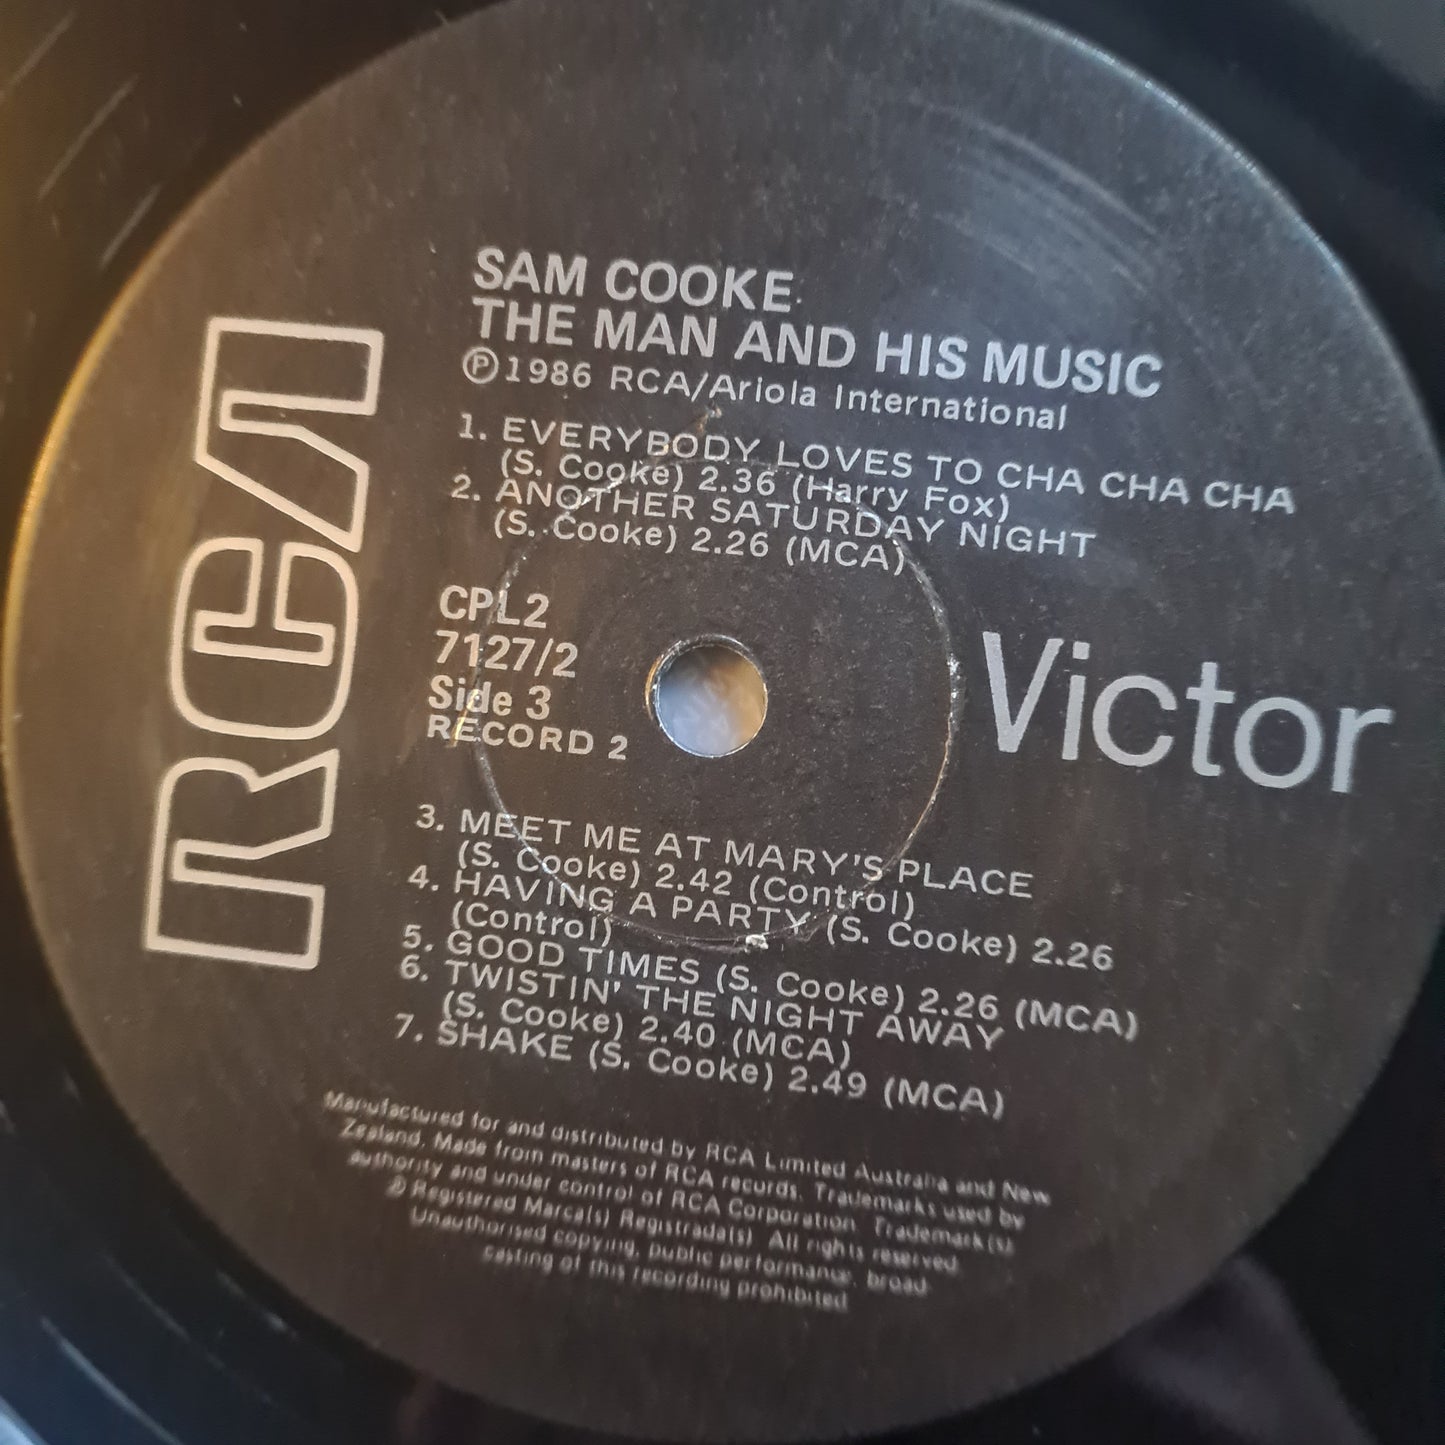 SAM COOKE.
THE MAN AND HIS MUSIC
Ⓟ1986 RCA/Ariola International
1. EVERYBODY LOVES TO CHA CHA CHA
(S. Cooke) 2.36 (Harry Fox)
2. ANOTHER SATURDAY NIGHT
(S. Cooke) 2.26 (MCA)
RCA
CPL2
7127/2
Side 3
RECORD 2
Victor
3. MEET ME AT MARY'S PLACE
(S. Cooke) 2.42 (Control)
4. HAVING A PARTY (S. Cooke) 2.26
(Control)
5. GOOD TIMES (S. Cooke) 2.26 (MCA)
6. TWISTIN' THE NIGHT AWAY
(S. Cooke) 2.40 (MCA)
7. SHAKE (S. Cooke) 2.49 (MCA)
Manufactured for and distributed by RCA Limited Australia and New
Zealand. Made from masters of RCA records. Trademarks used by
authority and under control of RCA Corporation. Trademark(s)
® Registered Marca(s) Registrada(s). All rights reserved.
Unauthorised copying, public performance, broad
casting of this recording prohibited